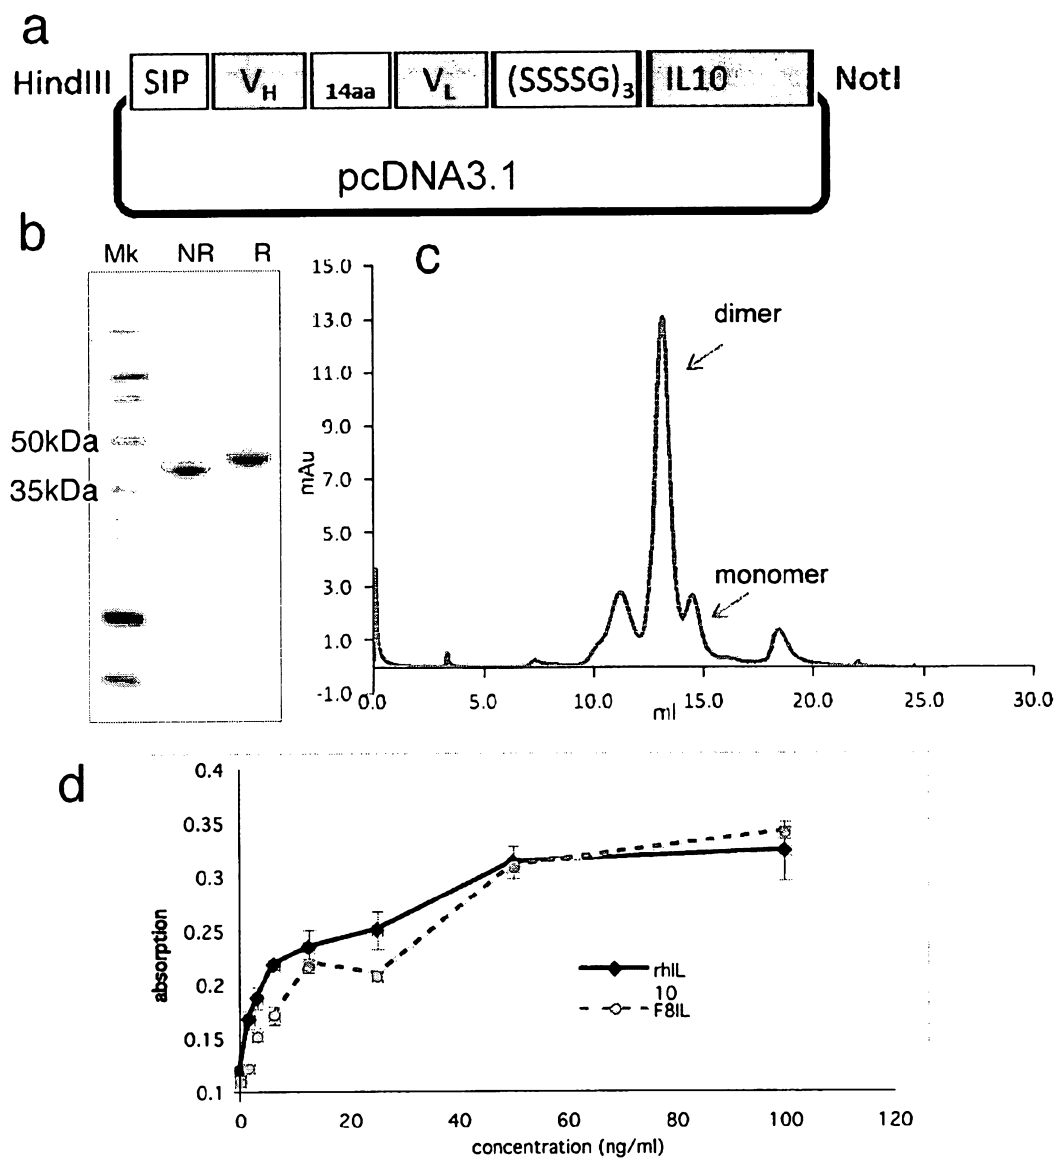 a
HindIII SIP VH 14aa VL (SSSSG)3 IL10 NotI
pcDNA3.1
b
Mk NR R
50kDa
35kDa
c
15.0
13.0
11.0
9.0
7.0
5.0
3.0
1.0
-1.0
mAu
dimer
monomer
0.0 5.0 10.0 15.0 20.0 25.0 30.0
ml
d
0.4
0.35
0.3
0.25
0.2
0.15
0.1
absorption
rhIL
10
F8IL
0 20 40 60 80 100 120
concentration (ng/ml)